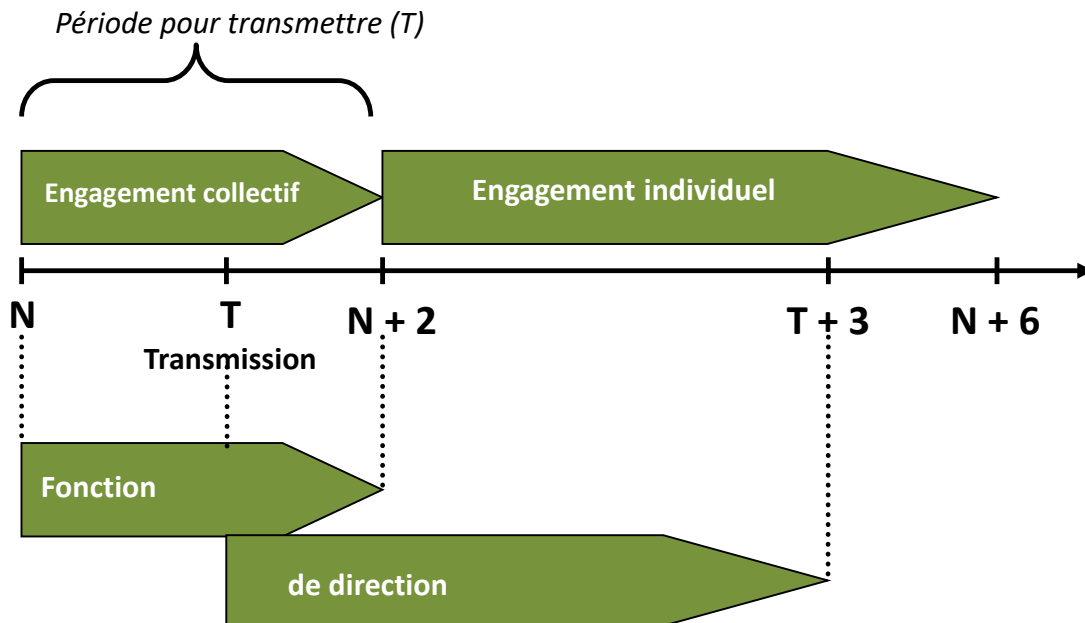 Période pour transmettre (T)
Engagement collectif
Engagement individuel
N
T
N + 2
T + 3
N + 6
Transmission
Fonction
de direction